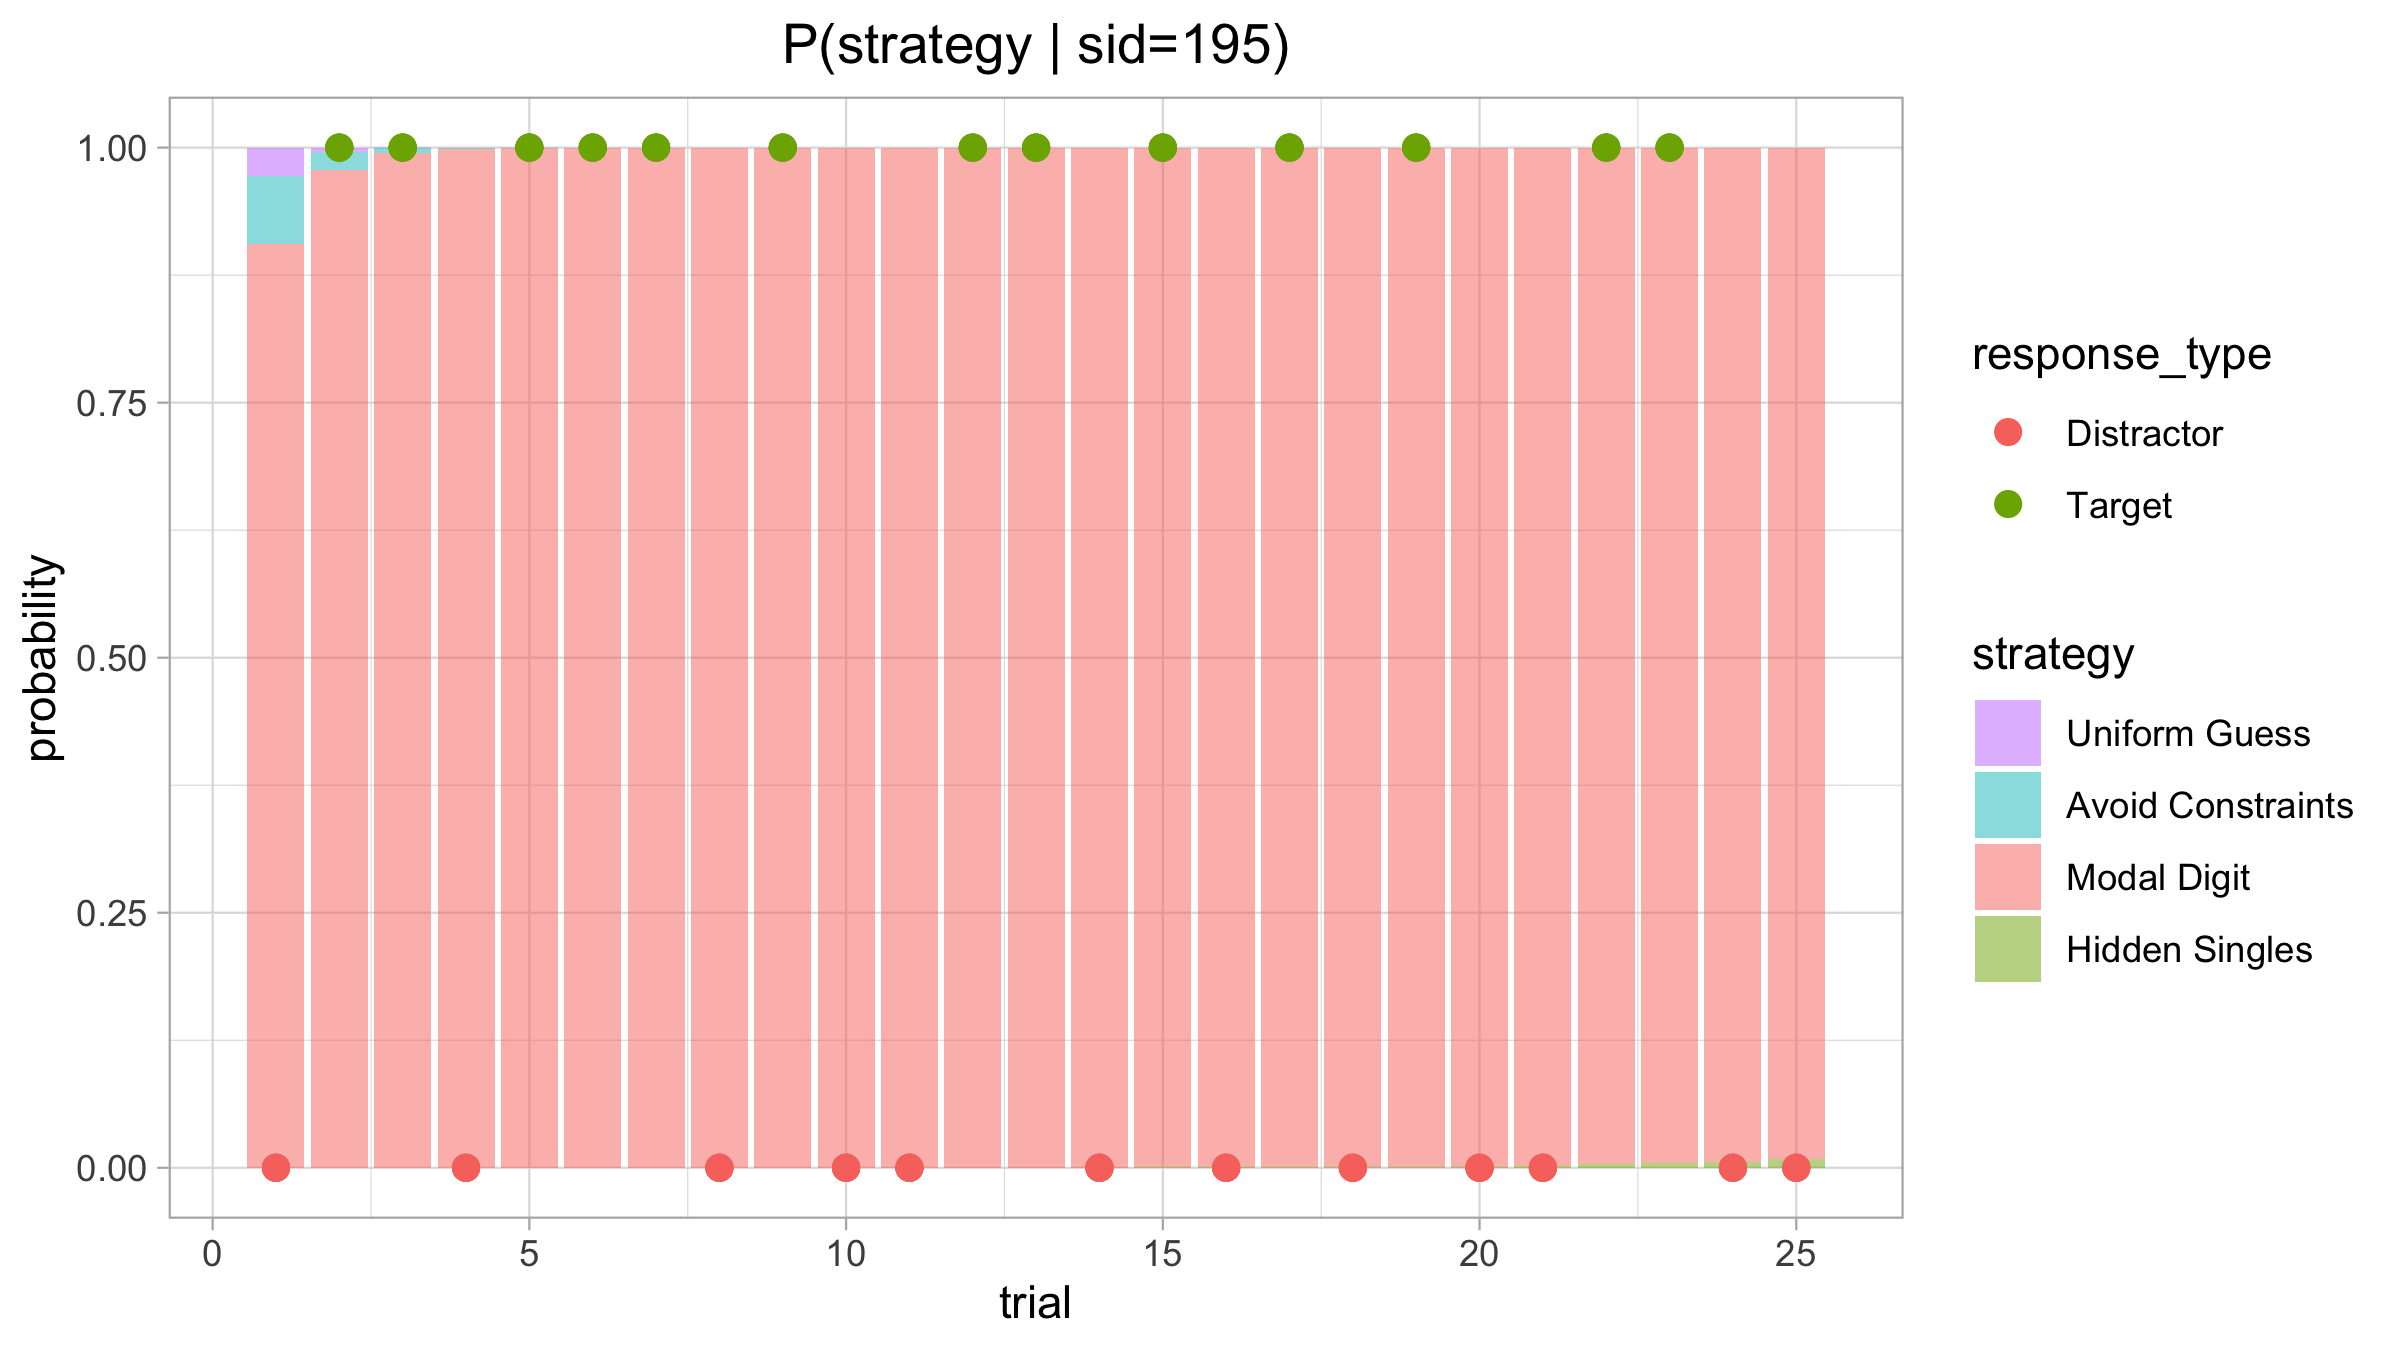 P(strategy | sid=195)
probability
1.00
0.75
0.50
0.25
0.00
0
5
10
15
20
25
trial
response_type
Distractor
Target
strategy
Uniform Guess
Avoid Constraints
Modal Digit
Hidden Singles